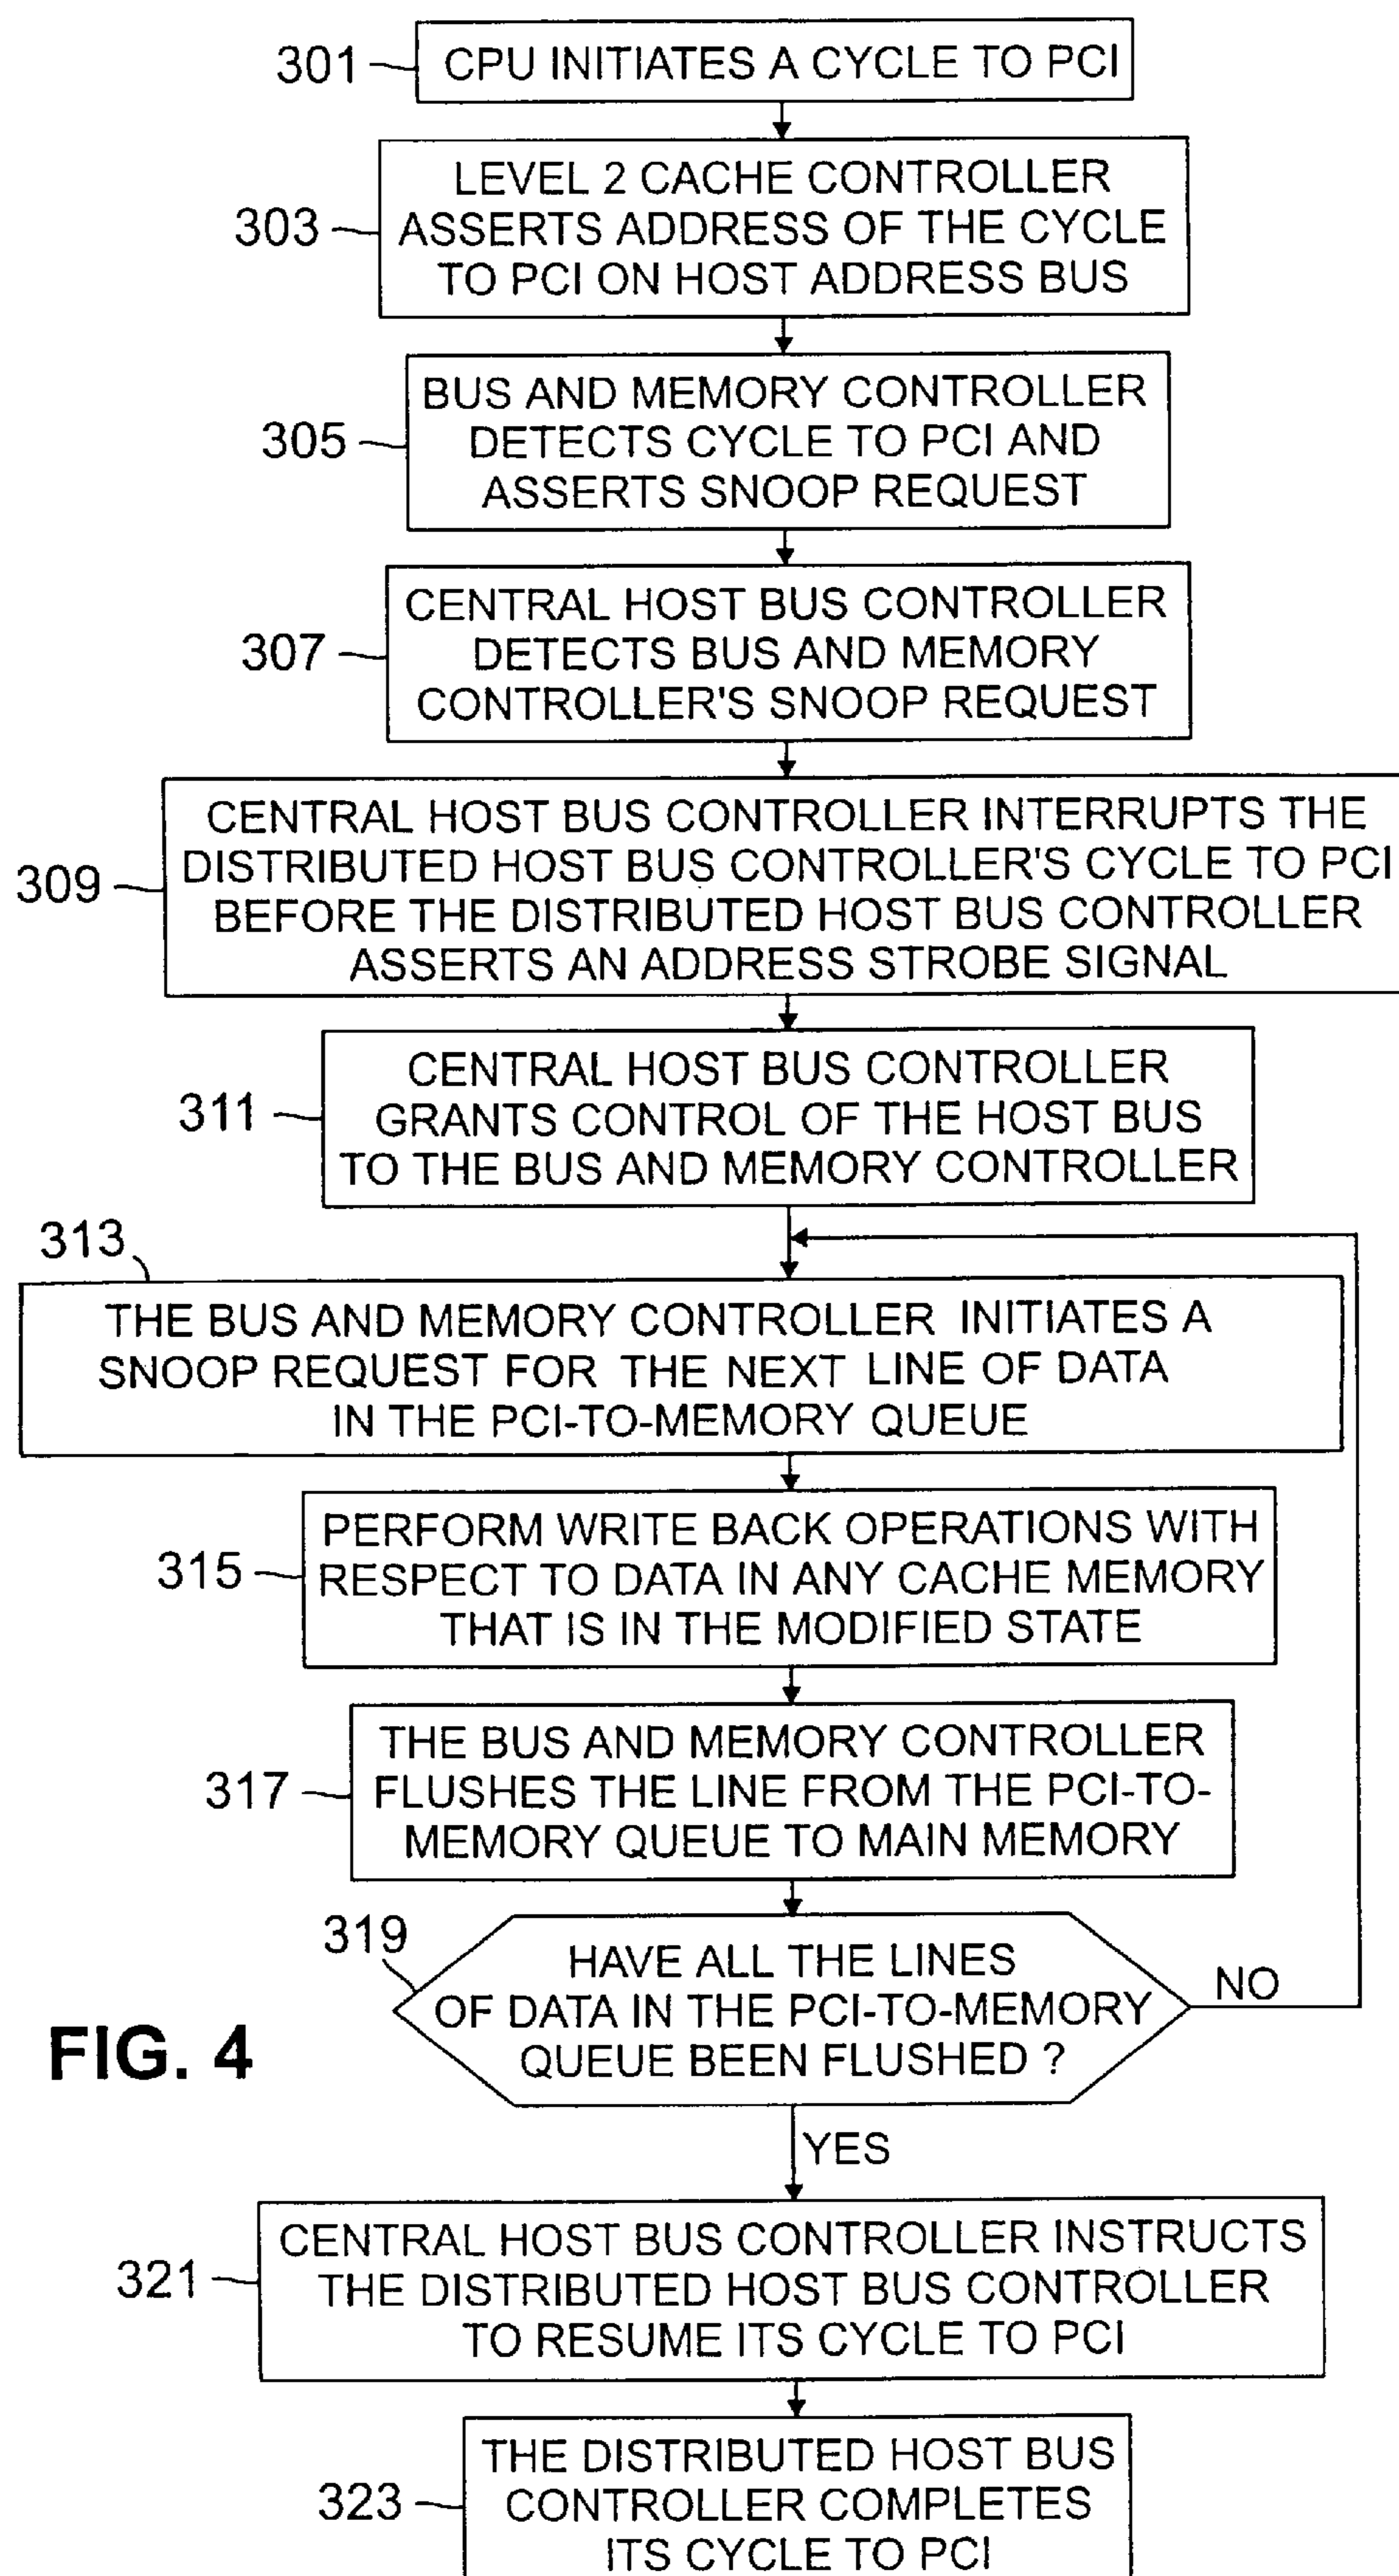 301
CPU INITIATES A CYCLE TO PCI
303
LEVEL 2 CACHE CONTROLLER
ASSERTS ADDRESS OF THE CYCLE
TO PCI ON HOST ADDRESS BUS
305
BUS AND MEMORY CONTROLLER
DETECTS CYCLE TO PCI AND
ASSERTS SNOOP REQUEST
307
CENTRAL HOST BUS CONTROLLER
DETECTS BUS AND MEMORY
CONTROLLER'S SNOOP REQUEST
309
CENTRAL HOST BUS CONTROLLER INTERRUPTS THE
DISTRIBUTED HOST BUS CONTROLLER'S CYCLE TO PCI
BEFORE THE DISTRIBUTED HOST BUS CONTROLLER
ASSERTS AN ADDRESS STROBE SIGNAL
311
CENTRAL HOST BUS CONTROLLER
GRANTS CONTROL OF THE HOST BUS
TO THE BUS AND MEMORY CONTROLLER
313
THE BUS AND MEMORY CONTROLLER INITIATES A
SNOOP REQUEST FOR THE NEXT LINE OF DATA
IN THE PCI-TO-MEMORY QUEUE
315
PERFORM WRITE BACK OPERATIONS WITH
RESPECT TO DATA IN ANY CACHE MEMORY
THAT IS IN THE MODIFIED STATE
317
THE BUS AND MEMORY CONTROLLER
FLUSHES THE LINE FROM THE PCI-TO-
MEMORY QUEUE TO MAIN MEMORY
319
HAVE ALL THE LINES
OF DATA IN THE PCI-TO-MEMORY
QUEUE BEEN FLUSHED ?
NO
FIG. 4
YES
321
CENTRAL HOST BUS CONTROLLER INSTRUCTS
THE DISTRIBUTED HOST BUS CONTROLLER
TO RESUME ITS CYCLE TO PCI
323
THE DISTRIBUTED HOST BUS
CONTROLLER COMPLETES
ITS CYCLE TO PCI